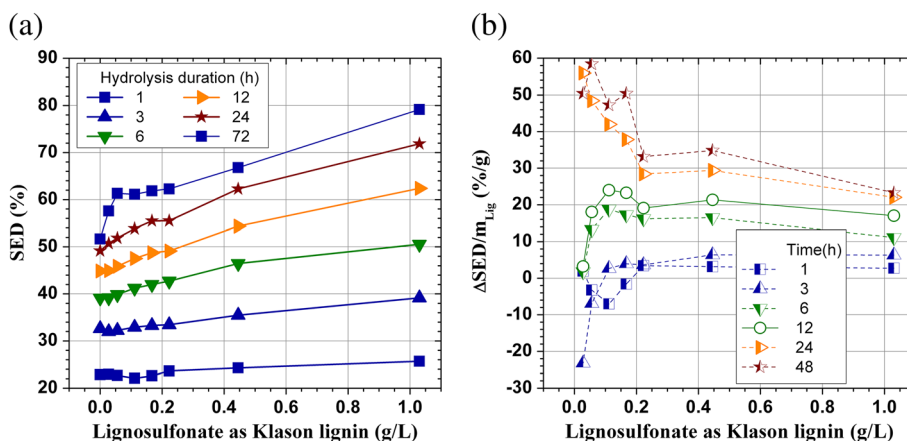 (a)
(b)
Hydrolysis duration (h)
1 12
3 24
6 72
SED (%)
90
80
70
60
50
40
30
20
0.0 0.2 0.4 0.6 0.8 1.0
Lignosulfonate as Klason lignin (g/L)
ΔSED/mLig (%/g)
60
50
40
30
20
10
0
-10
-20
-30
Time(h)
1
3
6
12
24
48
0.0 0.2 0.4 0.6 0.8 1.0
Lignosulfonate as Klason lignin (g/L)